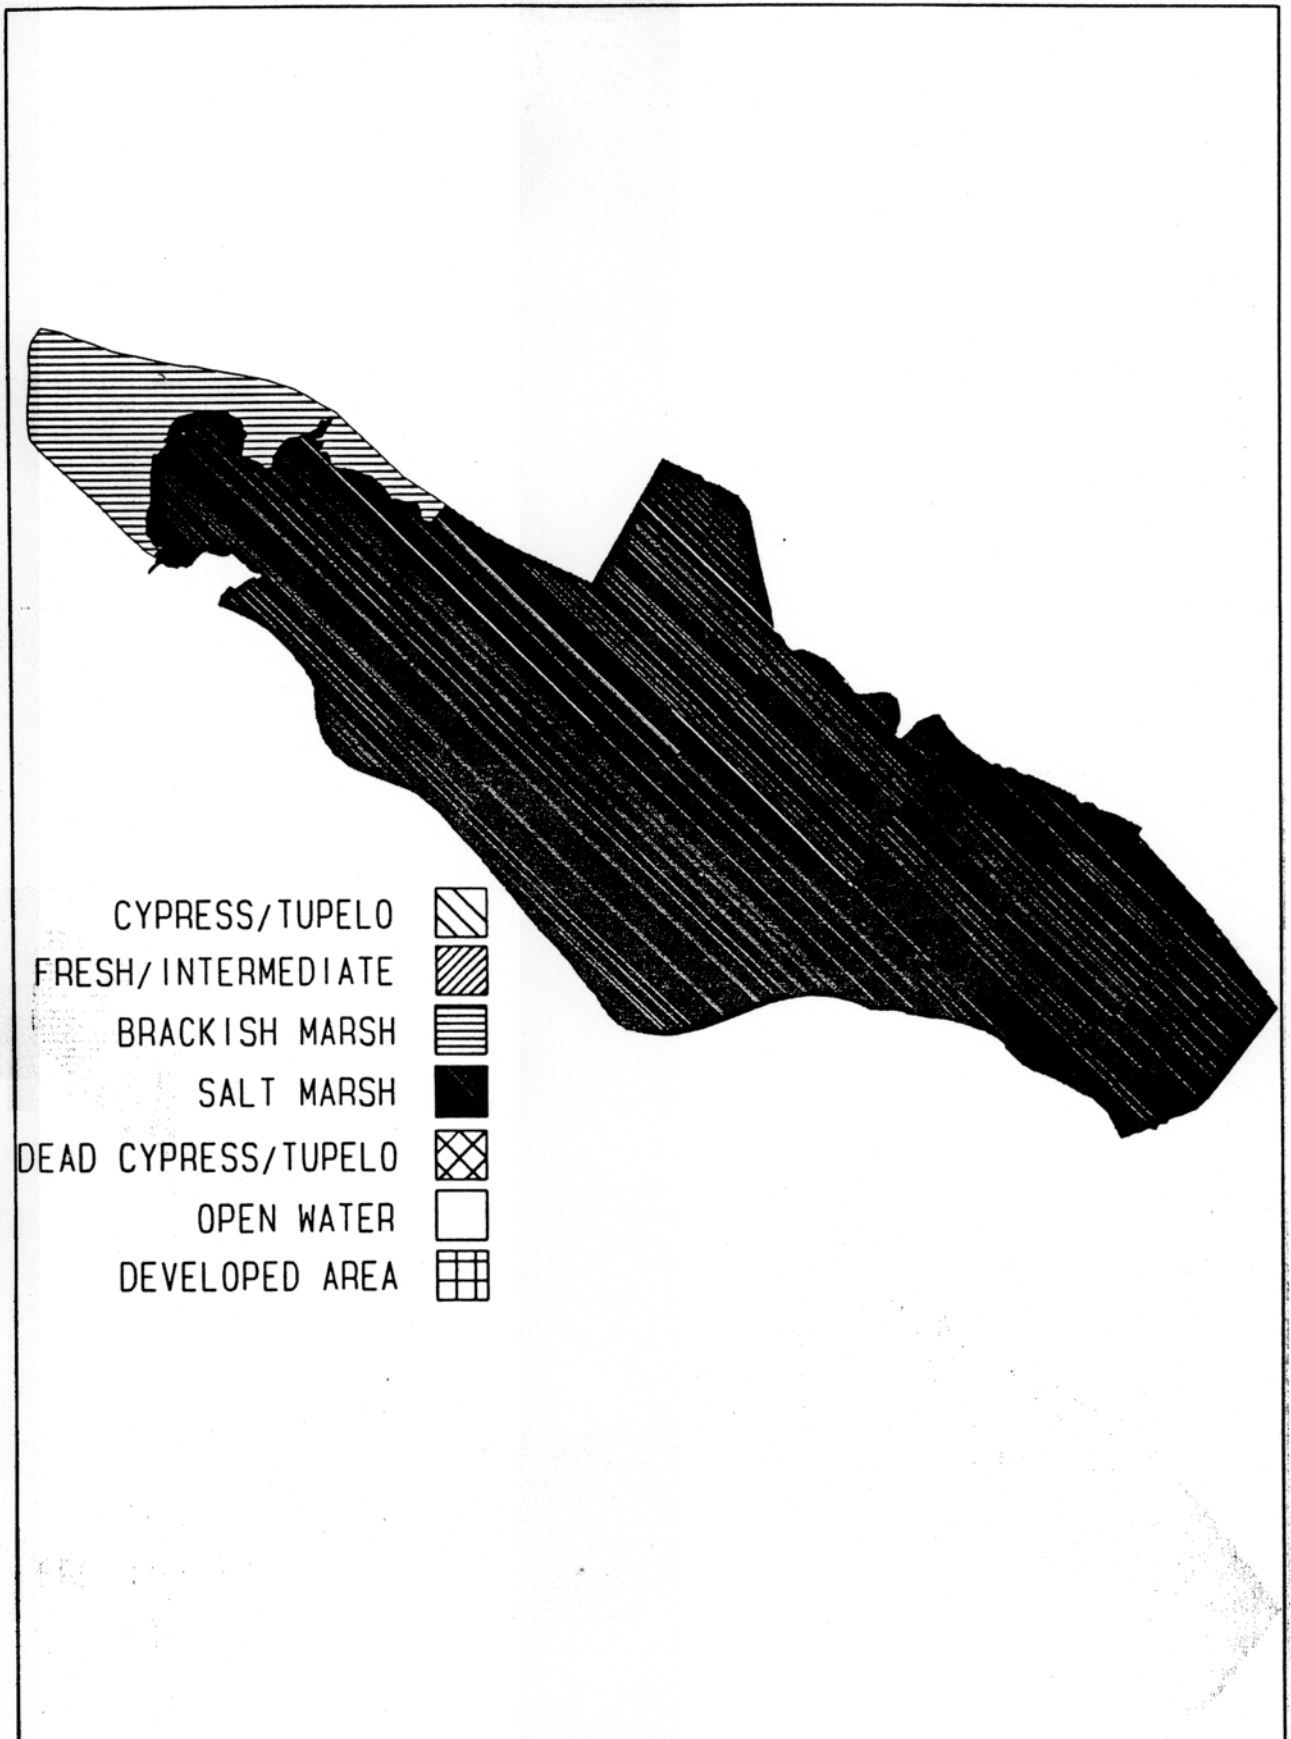 CYPRESS/TUPELO
FRESH/INTERMEDIATE
BRACKISH MARSH
SALT MARSH
DEAD CYPRESS/TUPELO
OPEN WATER
DEVELOPED AREA